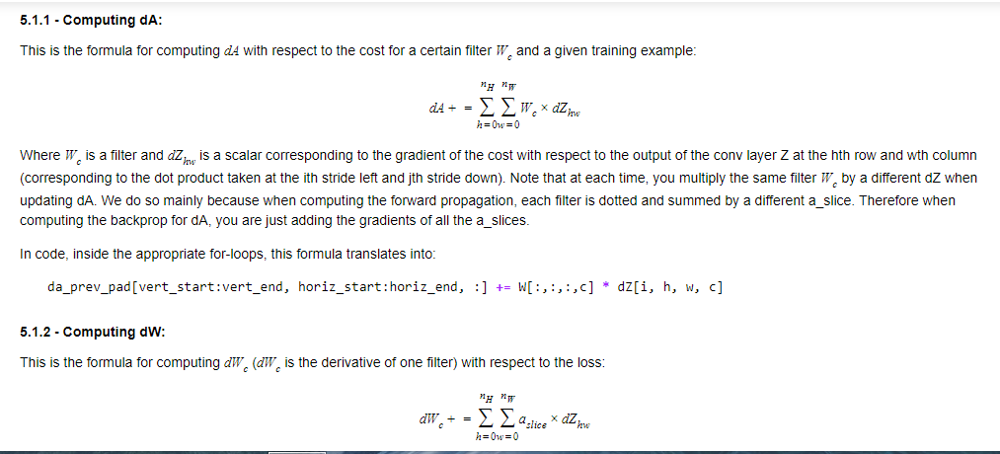 5.1.1 - Computing dA:
This is the formula for computing dA with respect to the cost for a certain filter W_c and a given training example:
dA += \sum_{h=0}^{n_H} \sum_{w=0}^{n_W} W_c × dZ_{hw}
Where W_c is a filter and dZ_{hw} is a scalar corresponding to the gradient of the cost with respect to the output of the conv layer Z at the hth row and wth column
(corresponding to the dot product taken at the ith stride left and jth stride down). Note that at each time, you multiply the same filter W_c by a different dZ when
updating dA. We do so mainly because when computing the forward propagation, each filter is dotted and summed by a different a_slice. Therefore when
computing the backprop for dA, you are just adding the gradients of all the a_slices.
In code, inside the appropriate for-loops, this formula translates into:
da_prev_pad[vert_start:vert_end, horiz_start:horiz_end, :] += W[:,:,:,c] * dZ[i, h, w, c]
5.1.2 - Computing dW:
This is the formula for computing dW_c (dW_c is the derivative of one filter) with respect to the loss:
dW_c += \sum_{h=0}^{n_H} \sum_{w=0}^{n_W} a_{slice} × dZ_{hw}